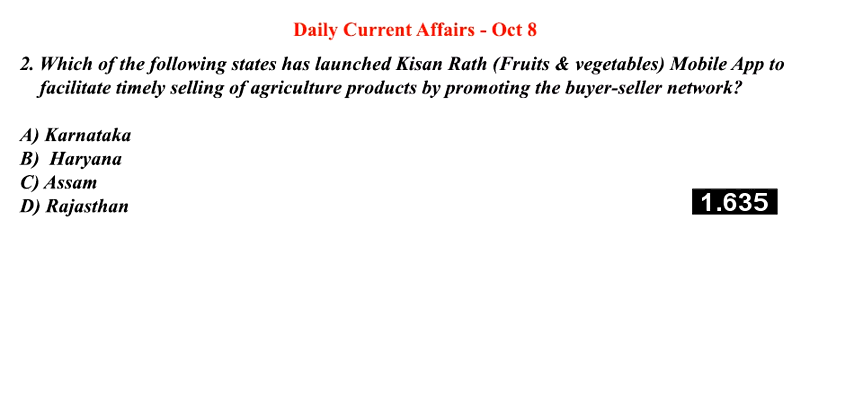 Daily Current Affairs - Oct 8
2. Which of the following states has launched Kisan Rath (Fruits & vegetables) Mobile App to
facilitate timely selling of agriculture products by promoting the buyer-seller network?
A) Karnataka
B) Haryana
C) Assam
D) Rajasthan
1.635